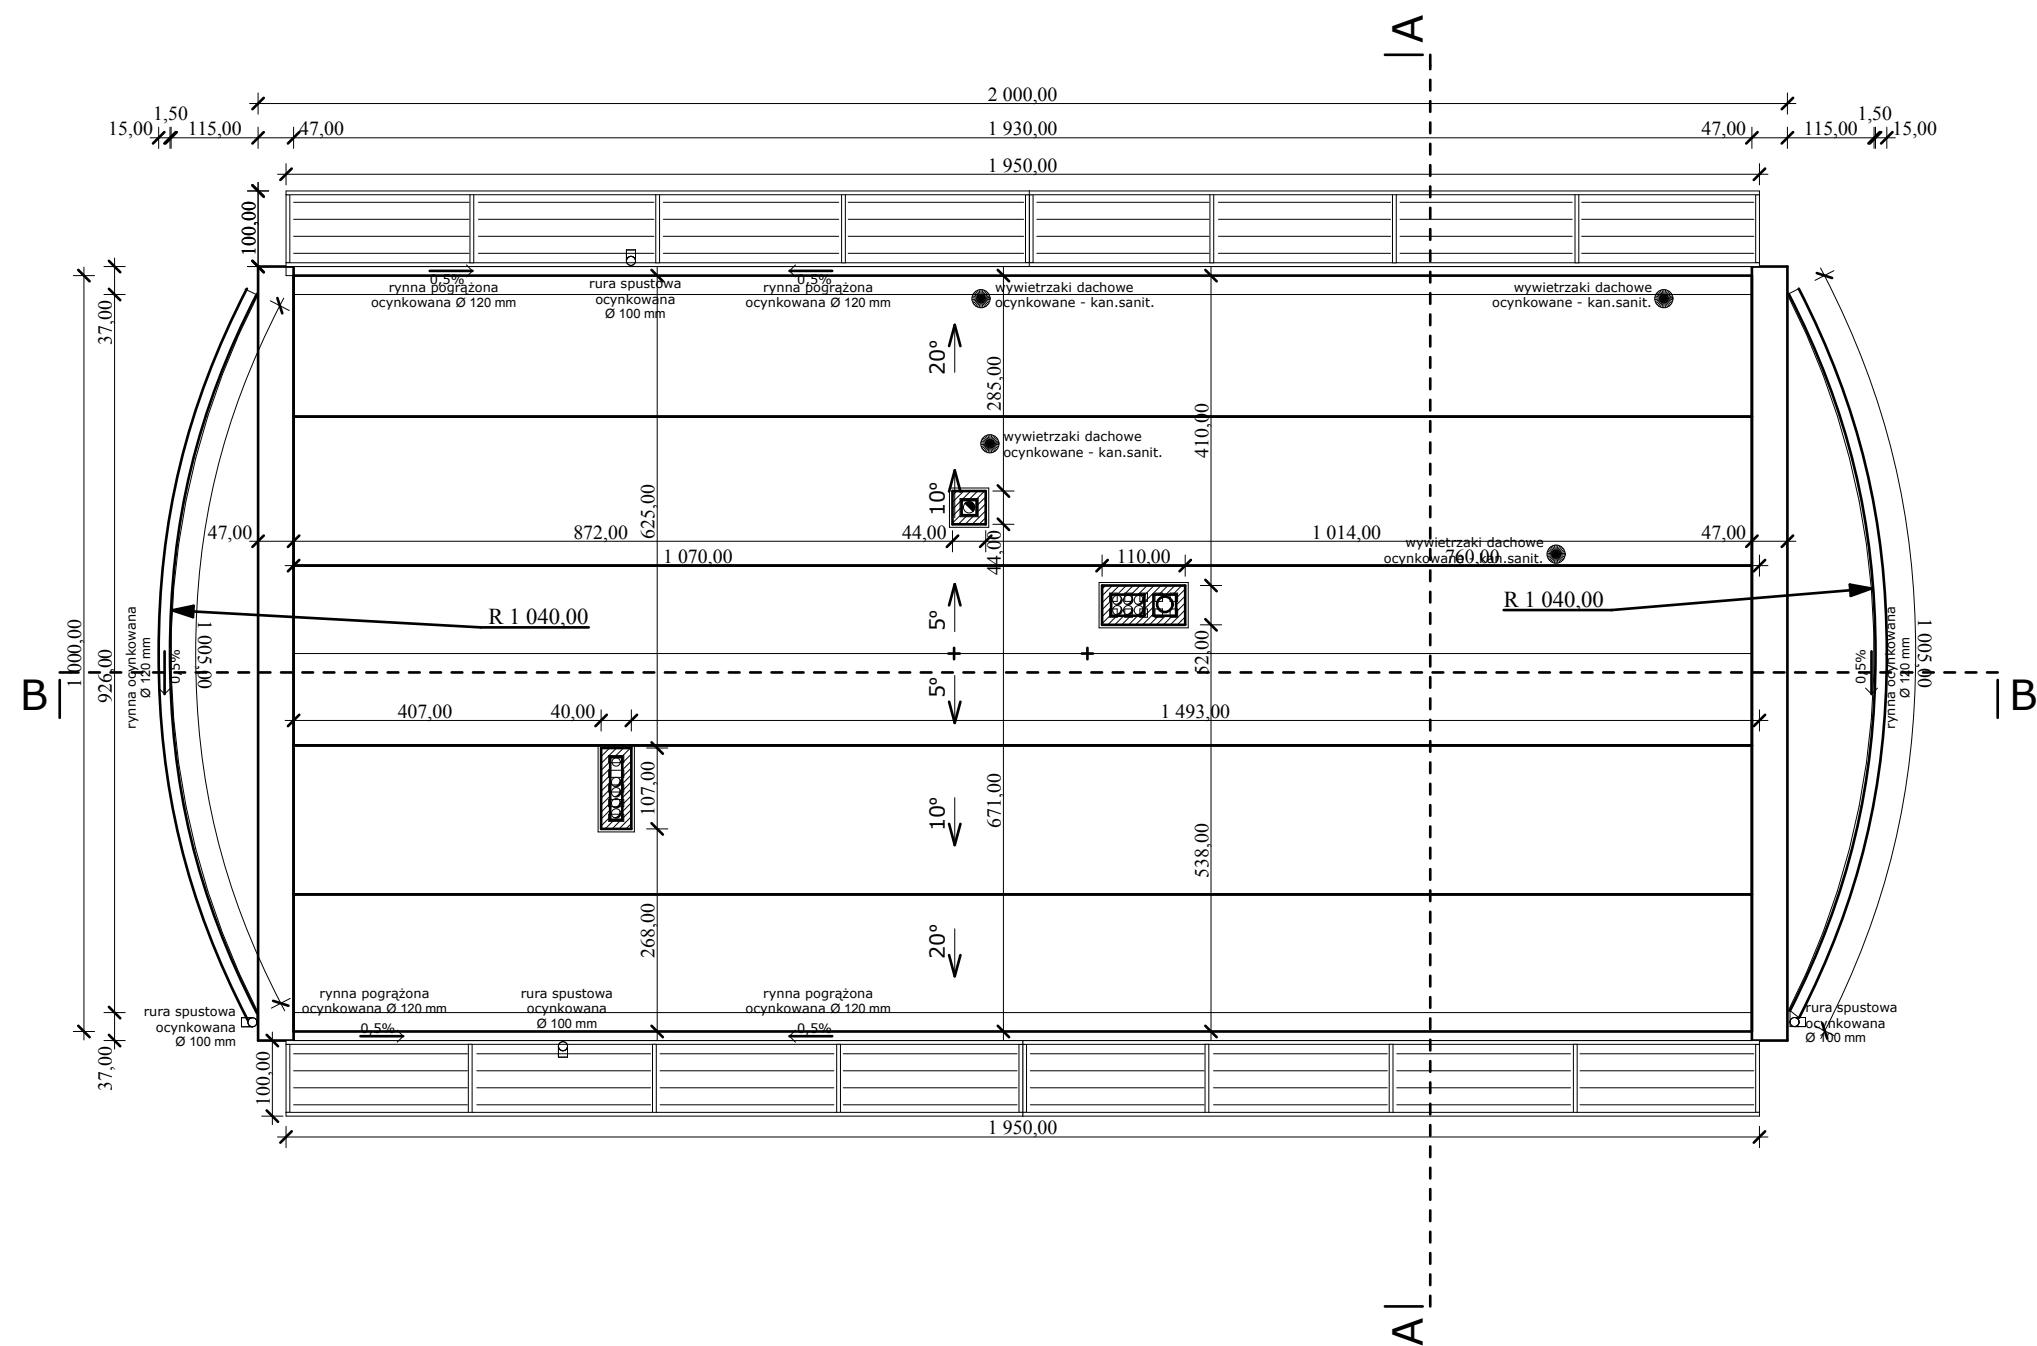 A
2 000,00
1,50
15,00
115,00
47,00
1 930,00
47,00
115,00
1,50
15,00
1 950,00
100,00
0,5%
rynna pogrążona
ocynkowana Ø 120 mm
rura spustowa
ocynkowana
Ø 100 mm
0,5%
rynna pogrążona
ocynkowana Ø 120 mm
wywietrzaki dachowe
ocynkowane - kan.sanit.
wywietrzaki dachowe
ocynkowane - kan.sanit.
37,00
20°
285,00
410,00
wywietrzaki dachowe
ocynkowane - kan.sanit.
10°
625,00
47,00
872,00
44,00
44,00
1 014,00
47,00
wywietrzaki dachowe
ocynkowane - kan.sanit.
1 070,00
110,00
760,00
R 1 040,00
R 1 040,00
5°
52,00
1 000,00
926,00
rynna ocynkowana
Ø 120 mm
0,5%
1 005,00
0,5%
rynna ocynkowana
Ø 120 mm
1 005,00
B
B
5°
407,00
40,00
1 493,00
107,00
671,00
10°
538,00
268,00
20°
rynna pogrążona
ocynkowana Ø 120 mm
0,5%
rura spustowa
ocynkowana
Ø 100 mm
rynna pogrążona
ocynkowana Ø 120 mm
0,5%
rura spustowa
ocynkowana
Ø 100 mm
rura spustowa
ocynkowana
Ø 100 mm
37,00
100,00
1 950,00
A